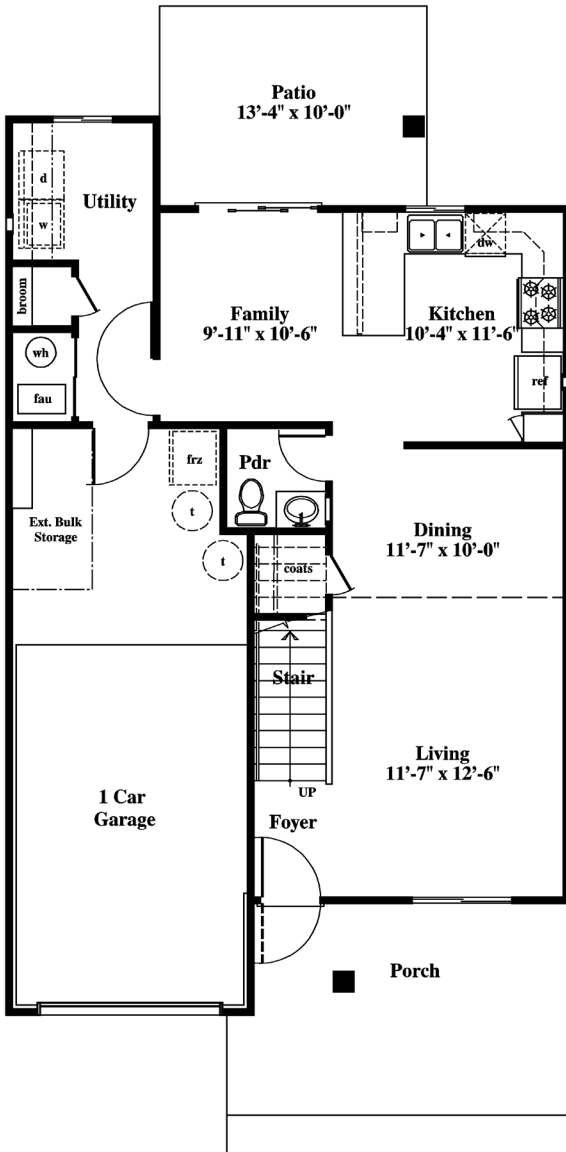 Patio
13'-4" x 10'-0"
d
Utility
w
dw
broom
Family
9'-11" x 10'-6"
Kitchen
10'-4" x 11'-6"
wh
ref
fau
frz
Pdr
t
Ext. Bulk
Storage
Dining
11'-7" x 10'-0"
t
coats
Stair
Living
11'-7" x 12'-6"
UP
1 Car
Garage
Foyer
Porch